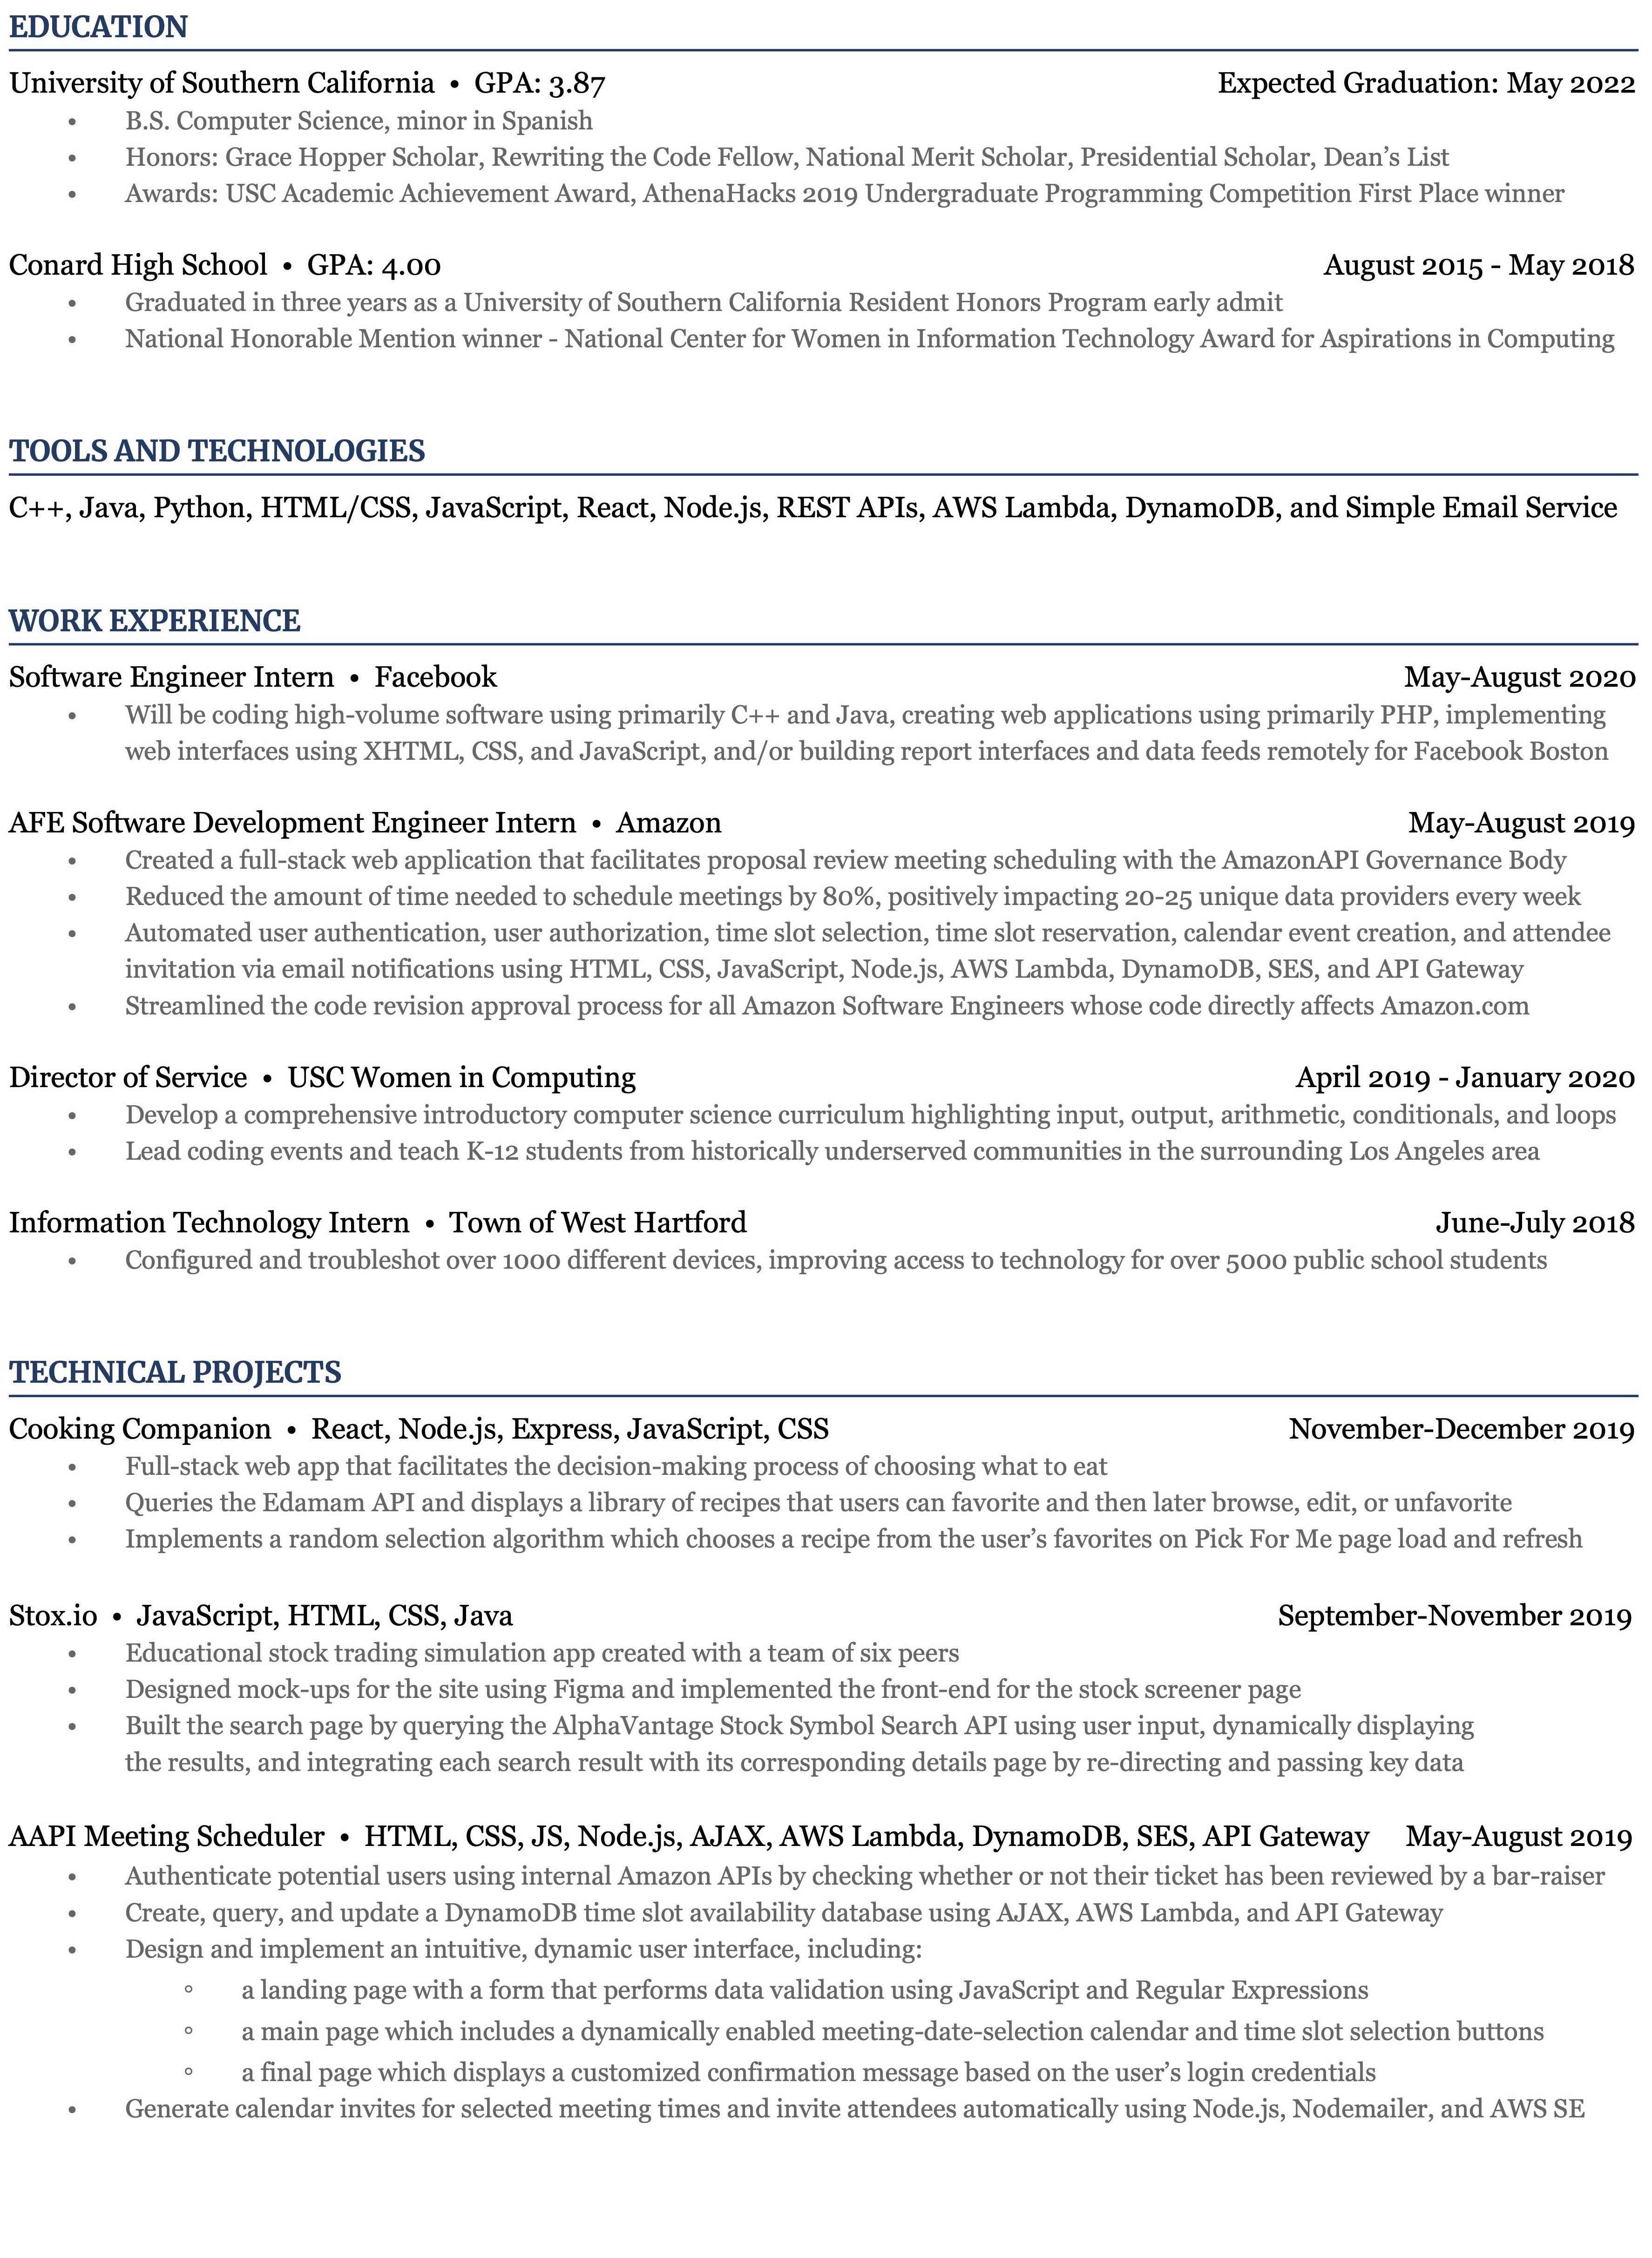 EDUCATION
University of Southern California • GPA: 3.87 Expected Graduation: May 2022
• B.S. Computer Science, minor in Spanish
• Honors: Grace Hopper Scholar, Rewriting the Code Fellow, National Merit Scholar, Presidential Scholar, Dean’s List
• Awards: USC Academic Achievement Award, AthenaHacks 2019 Undergraduate Programming Competition First Place winner
Conard High School • GPA: 4.00 August 2015 - May 2018
• Graduated in three years as a University of Southern California Resident Honors Program early admit
• National Honorable Mention winner - National Center for Women in Information Technology Award for Aspirations in Computing
TOOLS AND TECHNOLOGIES
C++, Java, Python, HTML/CSS, JavaScript, React, Node.js, REST APIs, AWS Lambda, DynamoDB, and Simple Email Service
WORK EXPERIENCE
Software Engineer Intern • Facebook May-August 2020
• Will be coding high-volume software using primarily C++ and Java, creating web applications using primarily PHP, implementing
web interfaces using XHTML, CSS, and JavaScript, and/or building report interfaces and data feeds remotely for Facebook Boston
AFE Software Development Engineer Intern • Amazon May-August 2019
• Created a full-stack web application that facilitates proposal review meeting scheduling with the AmazonAPI Governance Body
• Reduced the amount of time needed to schedule meetings by 80%, positively impacting 20-25 unique data providers every week
• Automated user authentication, user authorization, time slot selection, time slot reservation, calendar event creation, and attendee
invitation via email notifications using HTML, CSS, JavaScript, Node.js, AWS Lambda, DynamoDB, SES, and API Gateway
• Streamlined the code revision approval process for all Amazon Software Engineers whose code directly affects Amazon.com
Director of Service • USC Women in Computing April 2019 - January 2020
• Develop a comprehensive introductory computer science curriculum highlighting input, output, arithmetic, conditionals, and loops
• Lead coding events and teach K-12 students from historically underserved communities in the surrounding Los Angeles area
Information Technology Intern • Town of West Hartford June-July 2018
• Configured and troubleshot over 1000 different devices, improving access to technology for over 5000 public school students
TECHNICAL PROJECTS
Cooking Companion • React, Node.js, Express, JavaScript, CSS November-December 2019
• Full-stack web app that facilitates the decision-making process of choosing what to eat
• Queries the Edamam API and displays a library of recipes that users can favorite and then later browse, edit, or unfavorite
• Implements a random selection algorithm which chooses a recipe from the user’s favorites on Pick For Me page load and refresh
Stox.io • JavaScript, HTML, CSS, Java September-November 2019
• Educational stock trading simulation app created with a team of six peers
• Designed mock-ups for the site using Figma and implemented the front-end for the stock screener page
• Built the search page by querying the AlphaVantage Stock Symbol Search API using user input, dynamically displaying
the results, and integrating each search result with its corresponding details page by re-directing and passing key data
AAPI Meeting Scheduler • HTML, CSS, JS, Node.js, AJAX, AWS Lambda, DynamoDB, SES, API Gateway May-August 2019
• Authenticate potential users using internal Amazon APIs by checking whether or not their ticket has been reviewed by a bar-raiser
• Create, query, and update a DynamoDB time slot availability database using AJAX, AWS Lambda, and API Gateway
• Design and implement an intuitive, dynamic user interface, including:
◦ a landing page with a form that performs data validation using JavaScript and Regular Expressions
◦ a main page which includes a dynamically enabled meeting-date-selection calendar and time slot selection buttons
◦ a final page which displays a customized confirmation message based on the user’s login credentials
• Generate calendar invites for selected meeting times and invite attendees automatically using Node.js, Nodemailer, and AWS SE